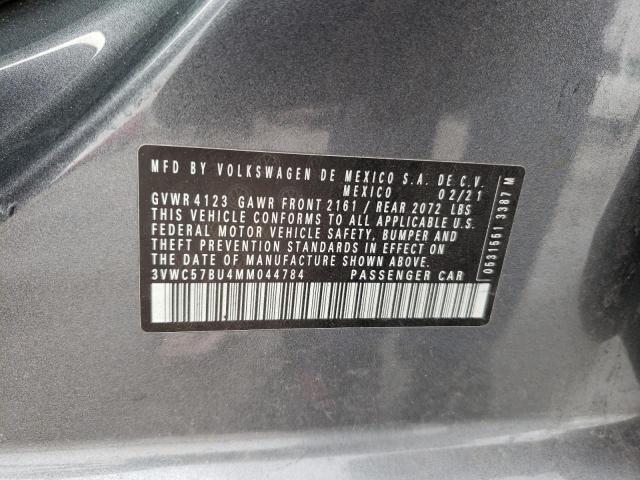 MFD BY VOLKSWAGEN DE MEXICO S.A. DE C.V.
MEXICO 02/21
GVWR 4123 GAWR FRONT 2161 / REAR 2072 LBS
THIS VEHICLE CONFORMS TO ALL APPLICABLE U.S.
FEDERAL MOTOR VEHICLE SAFETY, BUMPER AND
THEFT PREVENTION STANDARDS IN EFFECT ON
THE DATE OF MANUFACTURE SHOWN ABOVE.
3VWC57BU4MM044784 PASSENGER CAR
0531551 3387 M